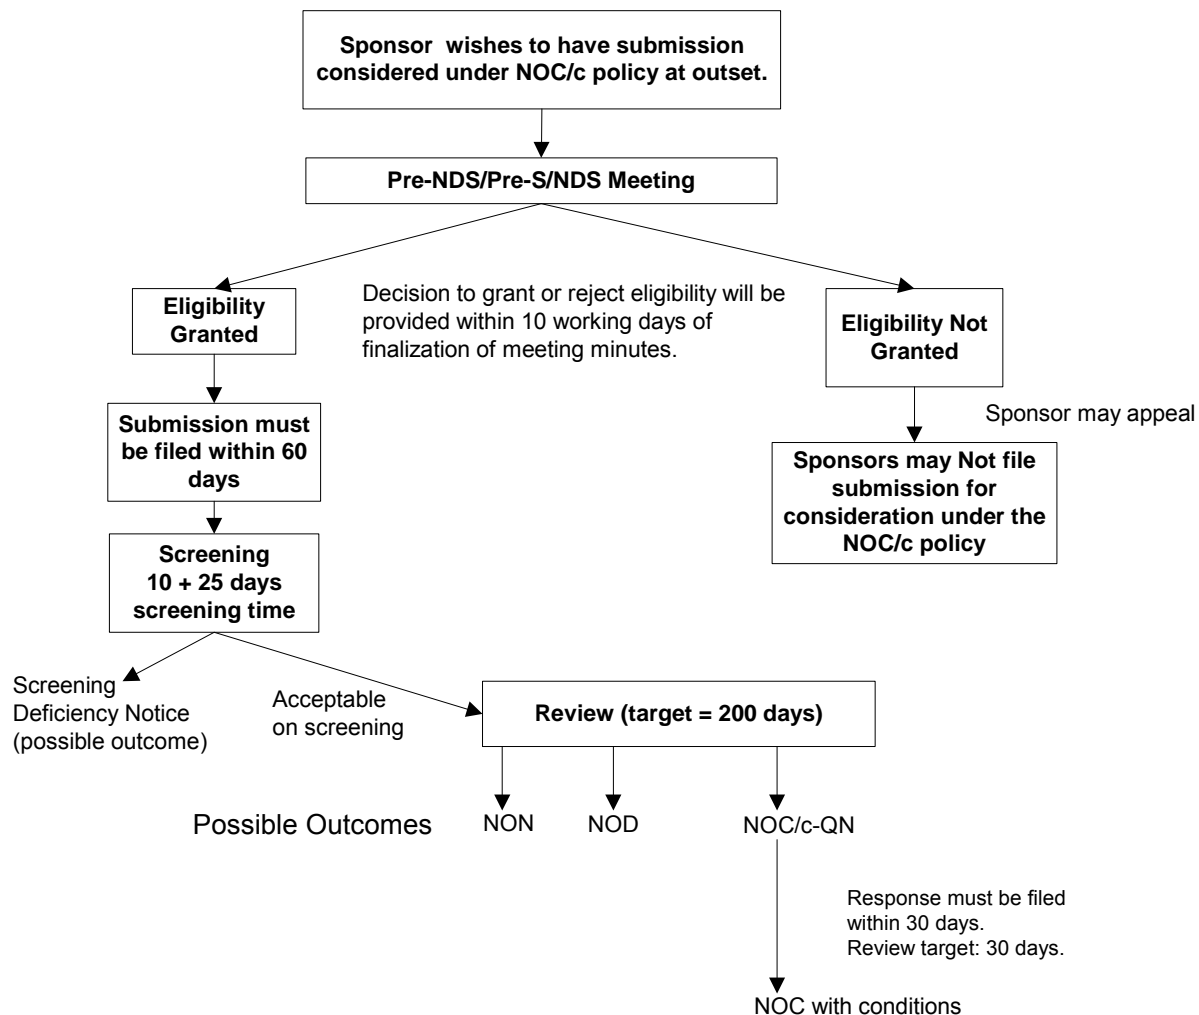 Sponsor wishes to have submission
considered under NOC/c policy at outset.
Pre-NDS/Pre-S/NDS Meeting
Eligibility
Granted
Decision to grant or reject eligibility will be
provided within 10 working days of
finalization of meeting minutes.
Eligibility Not
Granted
Submission must
be filed within 60
days
Sponsor may appeal
Sponsors may Not file
submission for
consideration under the
NOC/c policy
Screening
10 + 25 days
screening time
Screening
Deficiency Notice
(possible outcome)
Acceptable
on screening
Review (target = 200 days)
Possible Outcomes
NON
NOD
NOC/c-QN
Response must be filed
within 30 days.
Review target: 30 days.
NOC with conditions